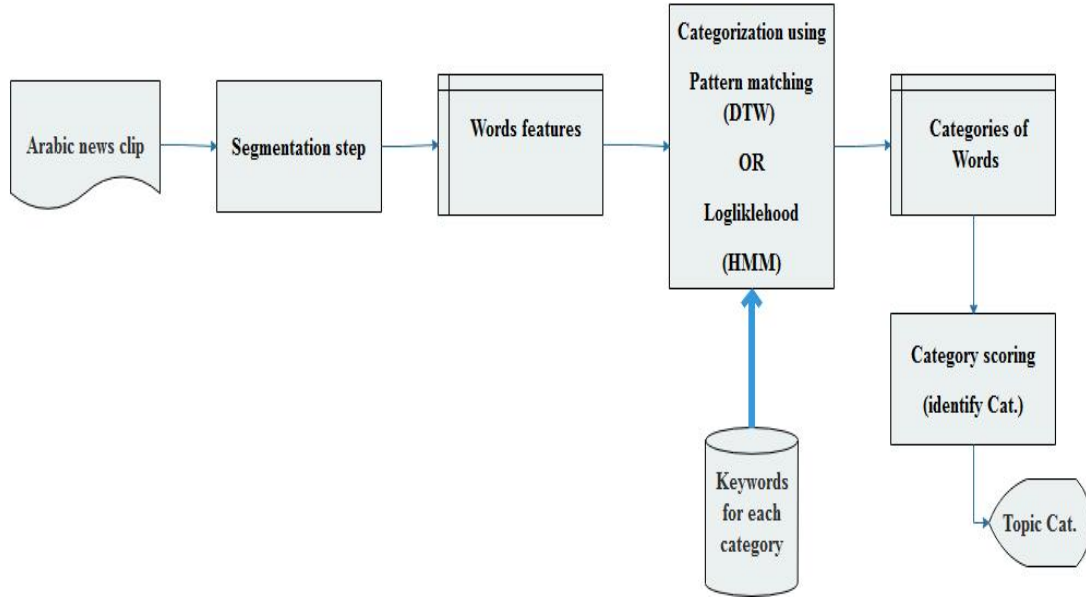 Arabic news clip
Segmentation step
Words features
Categorization using
Pattern matching
(DTW)
OR
Logliklehood
(HMM)
Categories of
Words
Category scoring
(identify Cat.)
Keywords
for each
category
Topic Cat.